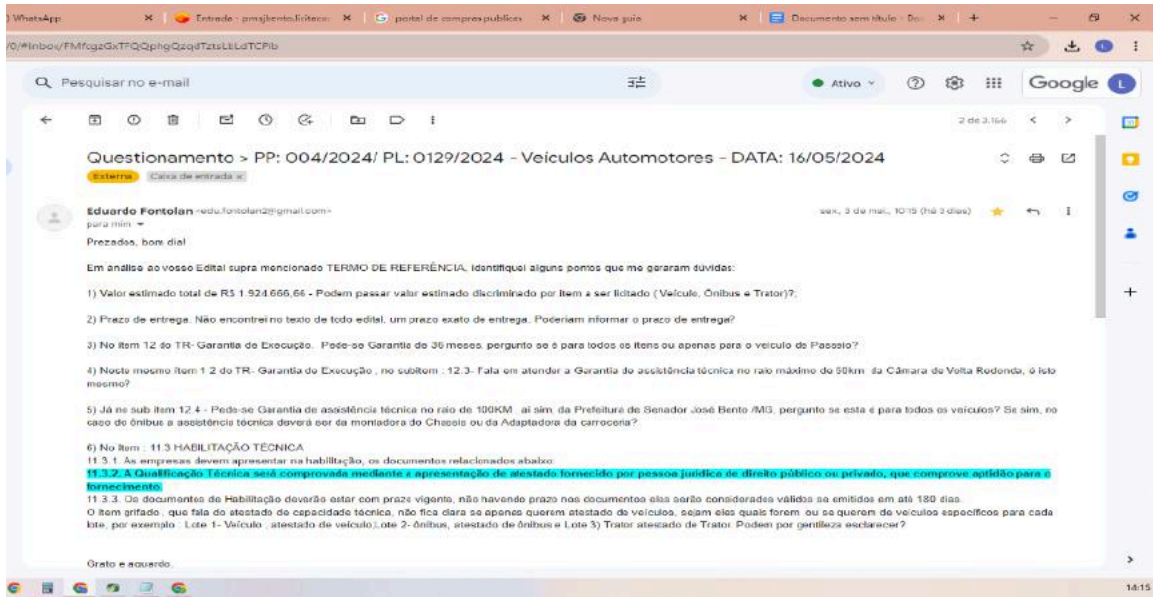 WhatsApp
Entrada - pmsjbento.licitacao
portal de compras publicas
Nova guia
Documento sem título - Do
Pesquisar no e-mail
Ativo
Google
L
2 de 3.166
Questionamento > PP: 004/2024/ PL: 0129/2024 - Veículos Automotores - DATA: 16/05/2024
Externa Caixa de entrada x
Eduardo Fontolan <edu.fontolan2@gmail.com>
sex., 3 de mai., 10:15 (há 3 dias)
para mim
Prezados, bom dia!
Em análise ao vosso Edital supra mencionado TERMO DE REFERÊNCIA, identifiquei alguns pontos que me geraram dúvidas:
1) Valor estimado total de R$ 1.924.666,66 - Podem passar valor estimado discriminado por item a ser licitado (Veículo, Ônibus e Trator)?;
2) Prazo de entrega. Não encontrei no texto de todo edital, um prazo exato de entrega. Poderiam informar o prazo de entrega?
3) No item 12 do TR- Garantia de Execução. Pede-se Garantia de 36 meses, pergunto se é para todos os itens ou apenas para o veículo de Passeio?
4) Neste mesmo ítem 1 2 do TR- Garantia de Execução , no subitem : 12.3- Fala em atender a Garantia de assistência técnica no raio máximo de 50km da Câmara de Volta Redonda, é isto
mesmo?
5) Já no sub item 12.4 - Pede-se Garantia de assistência técnica no raio de 100KM aí sim, da Prefeitura de Senador José Bento /MG, pergunto se esta é para todos os veículos? Se sim, no
caso do ônibus a assistência técnica deverá ser da montadora do Chassis ou da Adaptadora da carroceria?
6) No Item : 11.3 HABILITAÇÃO TÉCNICA
11.3.1. As empresas devem apresentar na habilitação, os documentos relacionados abaixo:
11.3.2. A Qualificação Técnica será comprovada mediante a apresentação de atestado fornecido por pessoa jurídica de direito público ou privado, que comprove aptidão para o
fornecimento.
11.3.3. Os documentos de Habilitação deverão estar com prazo vigente, não havendo prazo nos documentos eles serão considerados válidos se emitidos em até 180 dias.
O item grifado , que fala do atestado de capacidade técnica, não fica clara se apenas querem atestado de veículos, sejam eles quais forem ou se querem de veículos específicos para cada
lote, por exemplo : Lote 1- Veículo , atestado de veículo,Lote 2- ônibus, atestado de ônibus e Lote 3) Trator atestado de Trator. Podem por gentileza esclarecer?
Grato e aguardo.
14:15